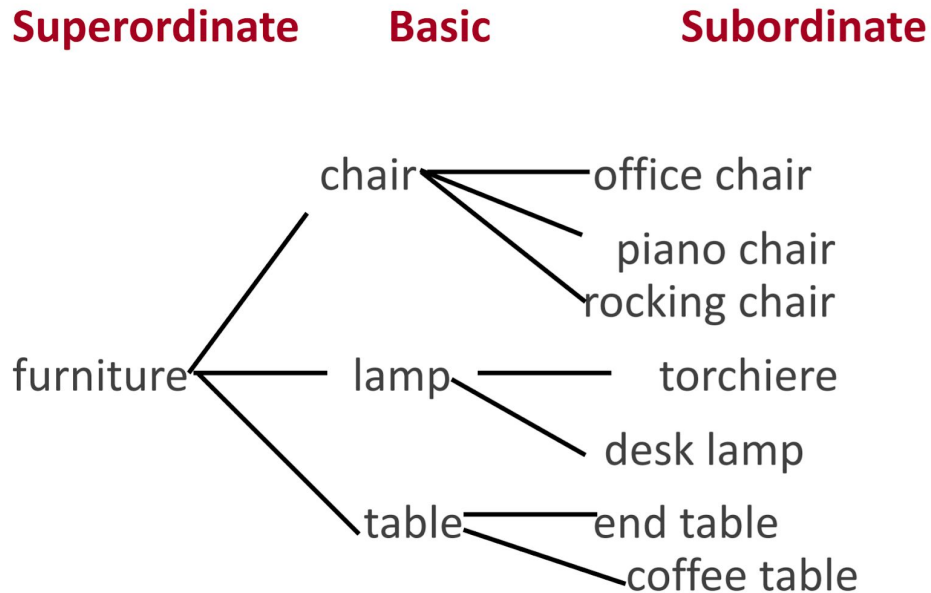 Superordinate Basic Subordinate
chair office chair
piano chair
rocking chair
furniture lamp torchiere
desk lamp
table end table
coffee table